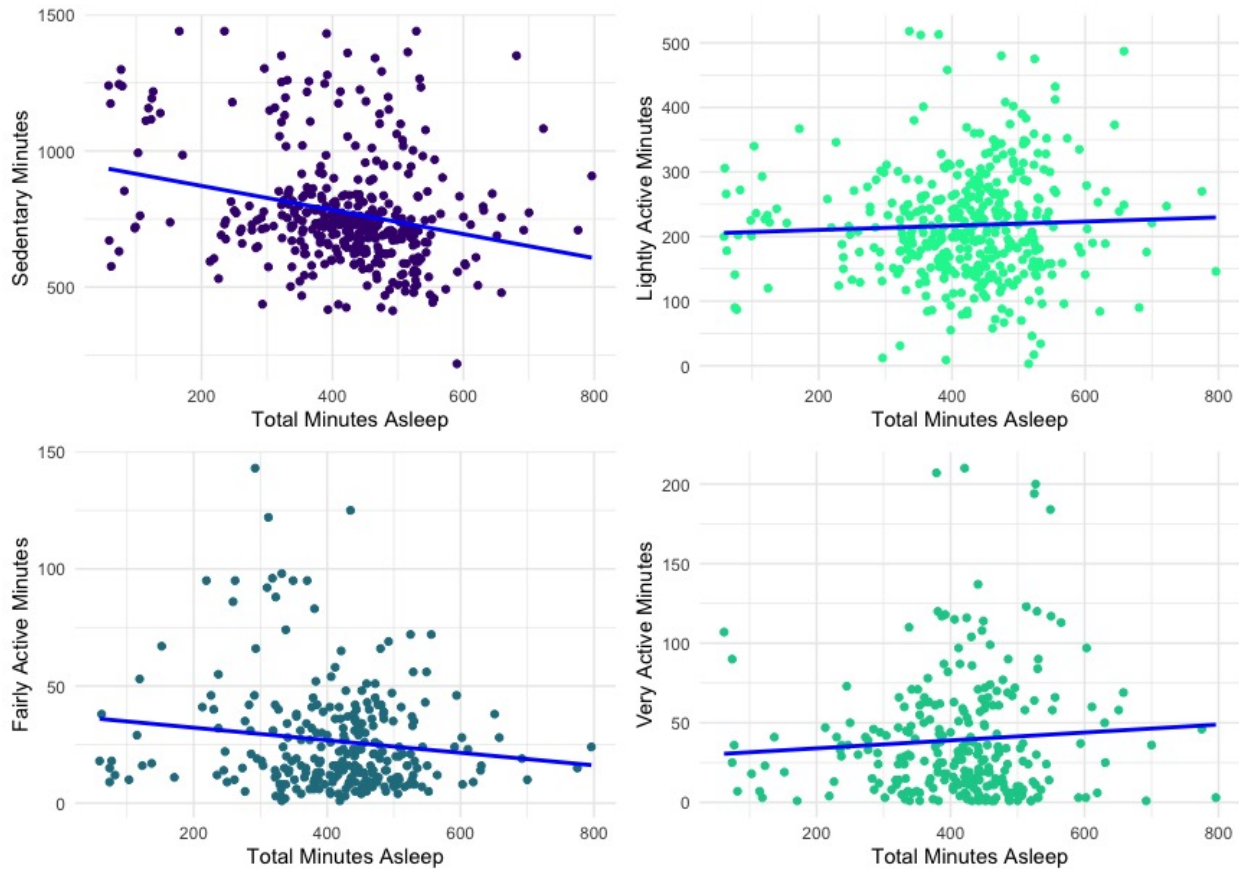 1500
1000
500
Sedentary Minutes
200 400 600 800
Total Minutes Asleep
500
400
300
200
100
0
Lightly Active Minutes
200 400 600 800
Total Minutes Asleep
150
100
50
0
Fairly Active Minutes
200 400 600 800
Total Minutes Asleep
200
150
100
50
0
Very Active Minutes
200 400 600 800
Total Minutes Asleep